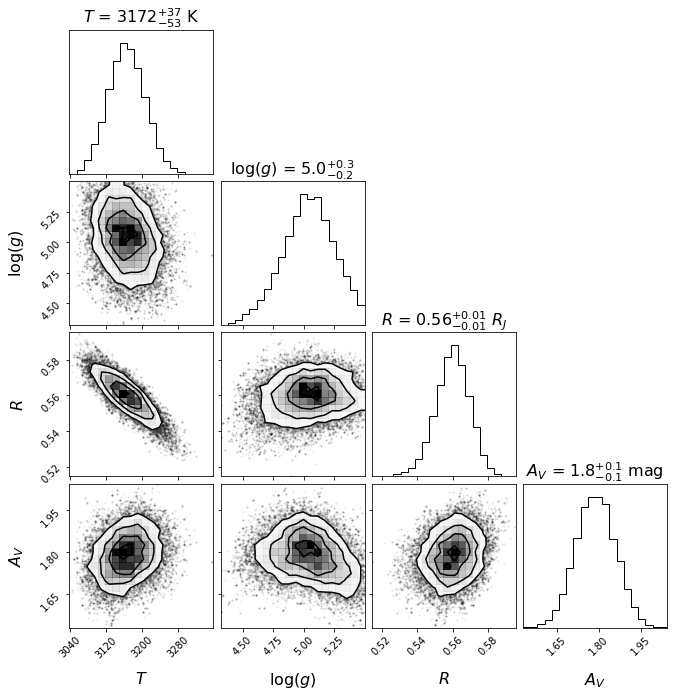 T = 3172 +37 −53 K
log(g) = 5.0 +0.3 −0.2
log(g)
5.25
5.00
4.75
4.50
R = 0.56 +0.01 −0.01 R_J
R
0.58
0.56
0.54
0.52
A_V = 1.8 +0.1 −0.1 mag
A_V
1.95
1.80
1.65
3040 3120 3200 3280
4.50 4.75 5.00 5.25
0.52 0.54 0.56 0.58
1.65 1.80 1.95
T log(g) R A_V